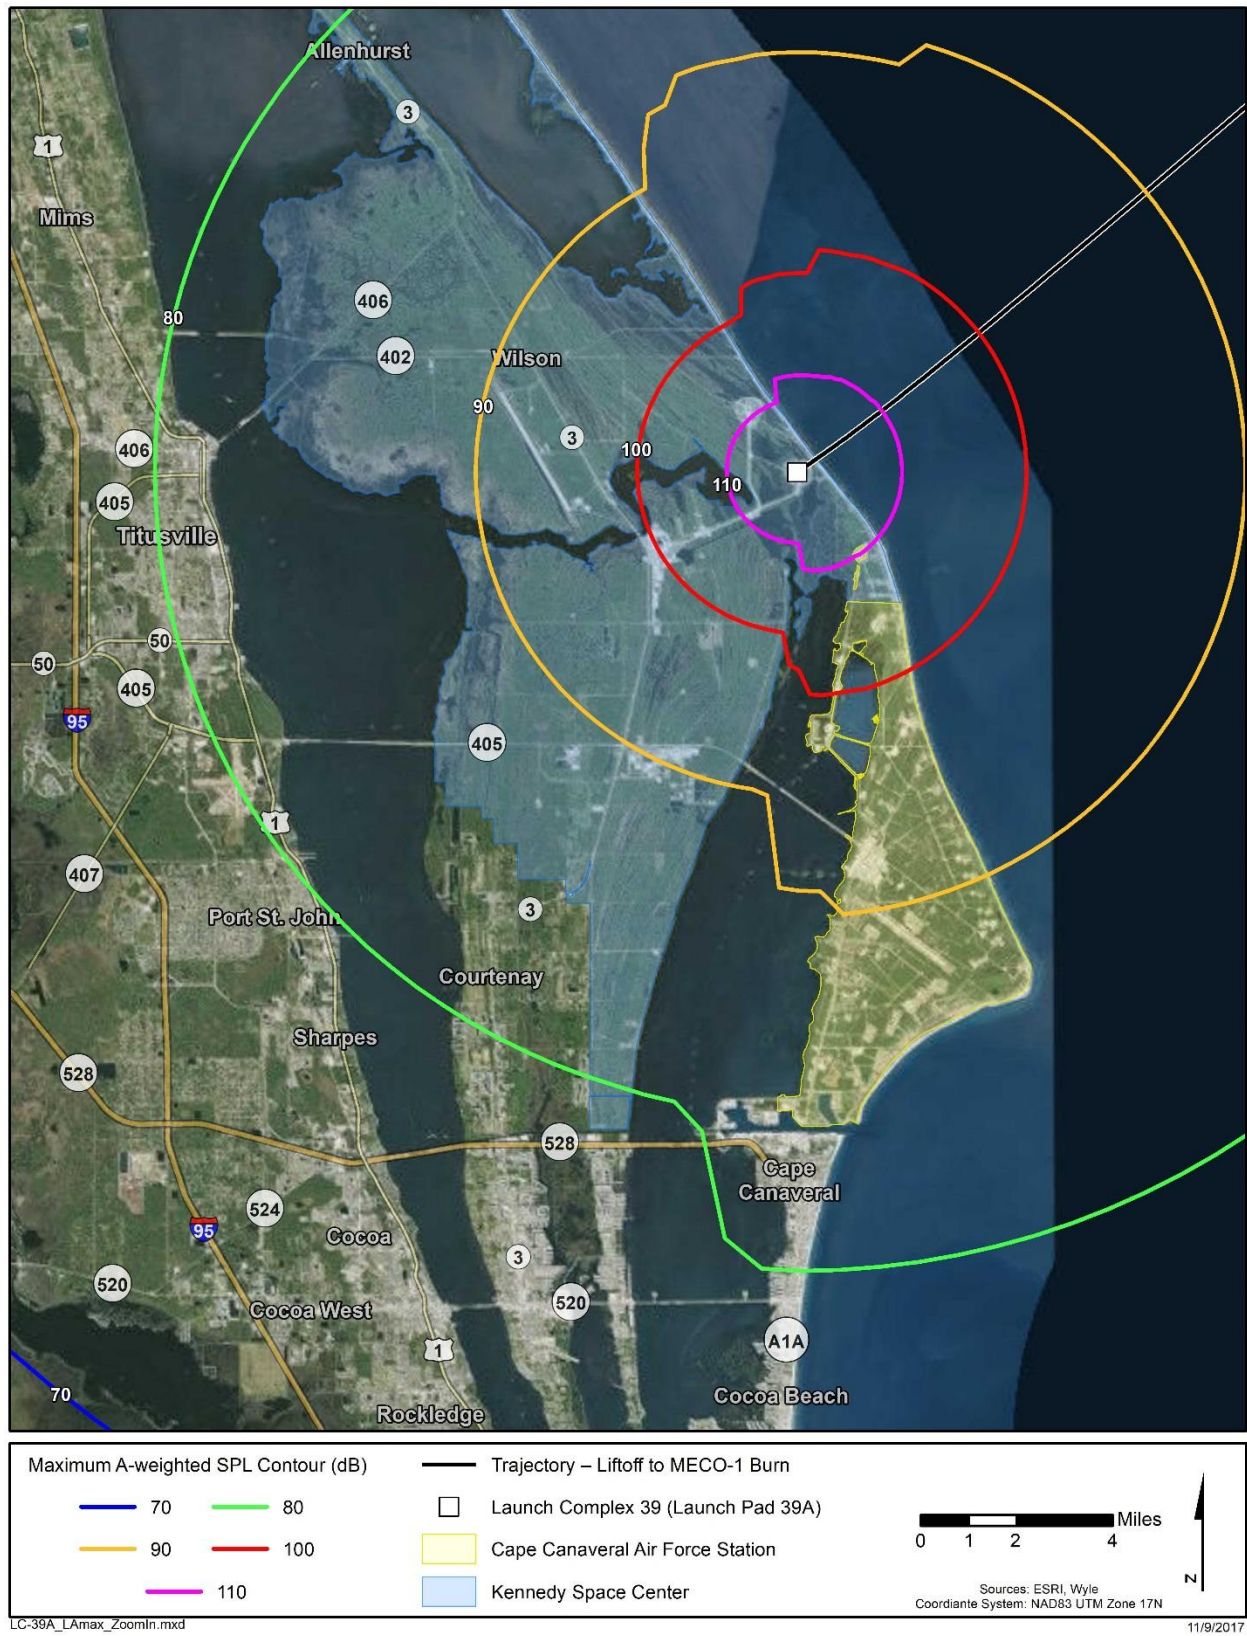 Allenhurst
3
1
Mims
406
80
402
Wilson
90
3
406
100
110
405
Titusville
50
50
405
95
405
1
407
3
Port St. John
Courtenay
Sharpes
528
528
Cape
Canaveral
524
95
Cocoa
3
520
520
Cocoa West
A1A
1
70
Cocoa Beach
Rockledge
Maximum A-weighted SPL Contour (dB)
70
80
90
100
110
Trajectory – Liftoff to MECO-1 Burn
Launch Complex 39 (Launch Pad 39A)
Cape Canaveral Air Force Station
Kennedy Space Center
Miles
0 1 2 4
N
Sources: ESRI, Wyle
Coordiante System: NAD83 UTM Zone 17N
LC-39A_LAmax_ZoomIn.mxd
11/9/2017